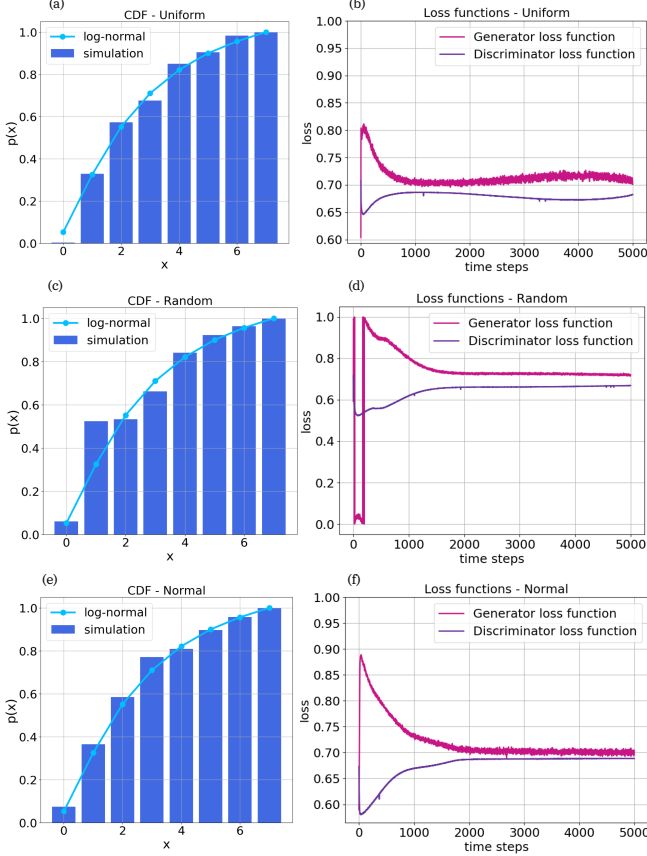 (a)
CDF - Uniform
log-normal
simulation
1.0
0.8
0.6
0.4
0.2
0.0
p(x)
0 2 4 6
x
(b)
Loss functions - Uniform
Generator loss function
Discriminator loss function
1.00
0.95
0.90
0.85
0.80
0.75
0.70
0.65
0.60
loss
0 1000 2000 3000 4000 5000
time steps
(c)
CDF - Random
log-normal
simulation
1.0
0.8
0.6
0.4
0.2
0.0
p(x)
0 2 4 6
x
(d)
Loss functions - Random
Generator loss function
Discriminator loss function
1.0
0.8
0.6
0.4
0.2
0.0
loss
0 1000 2000 3000 4000 5000
time steps
(e)
CDF - Normal
log-normal
simulation
1.0
0.8
0.6
0.4
0.2
0.0
p(x)
0 2 4 6
x
(f)
Loss functions - Normal
Generator loss function
Discriminator loss function
1.00
0.95
0.90
0.85
0.80
0.75
0.70
0.65
0.60
loss
0 1000 2000 3000 4000 5000
time steps